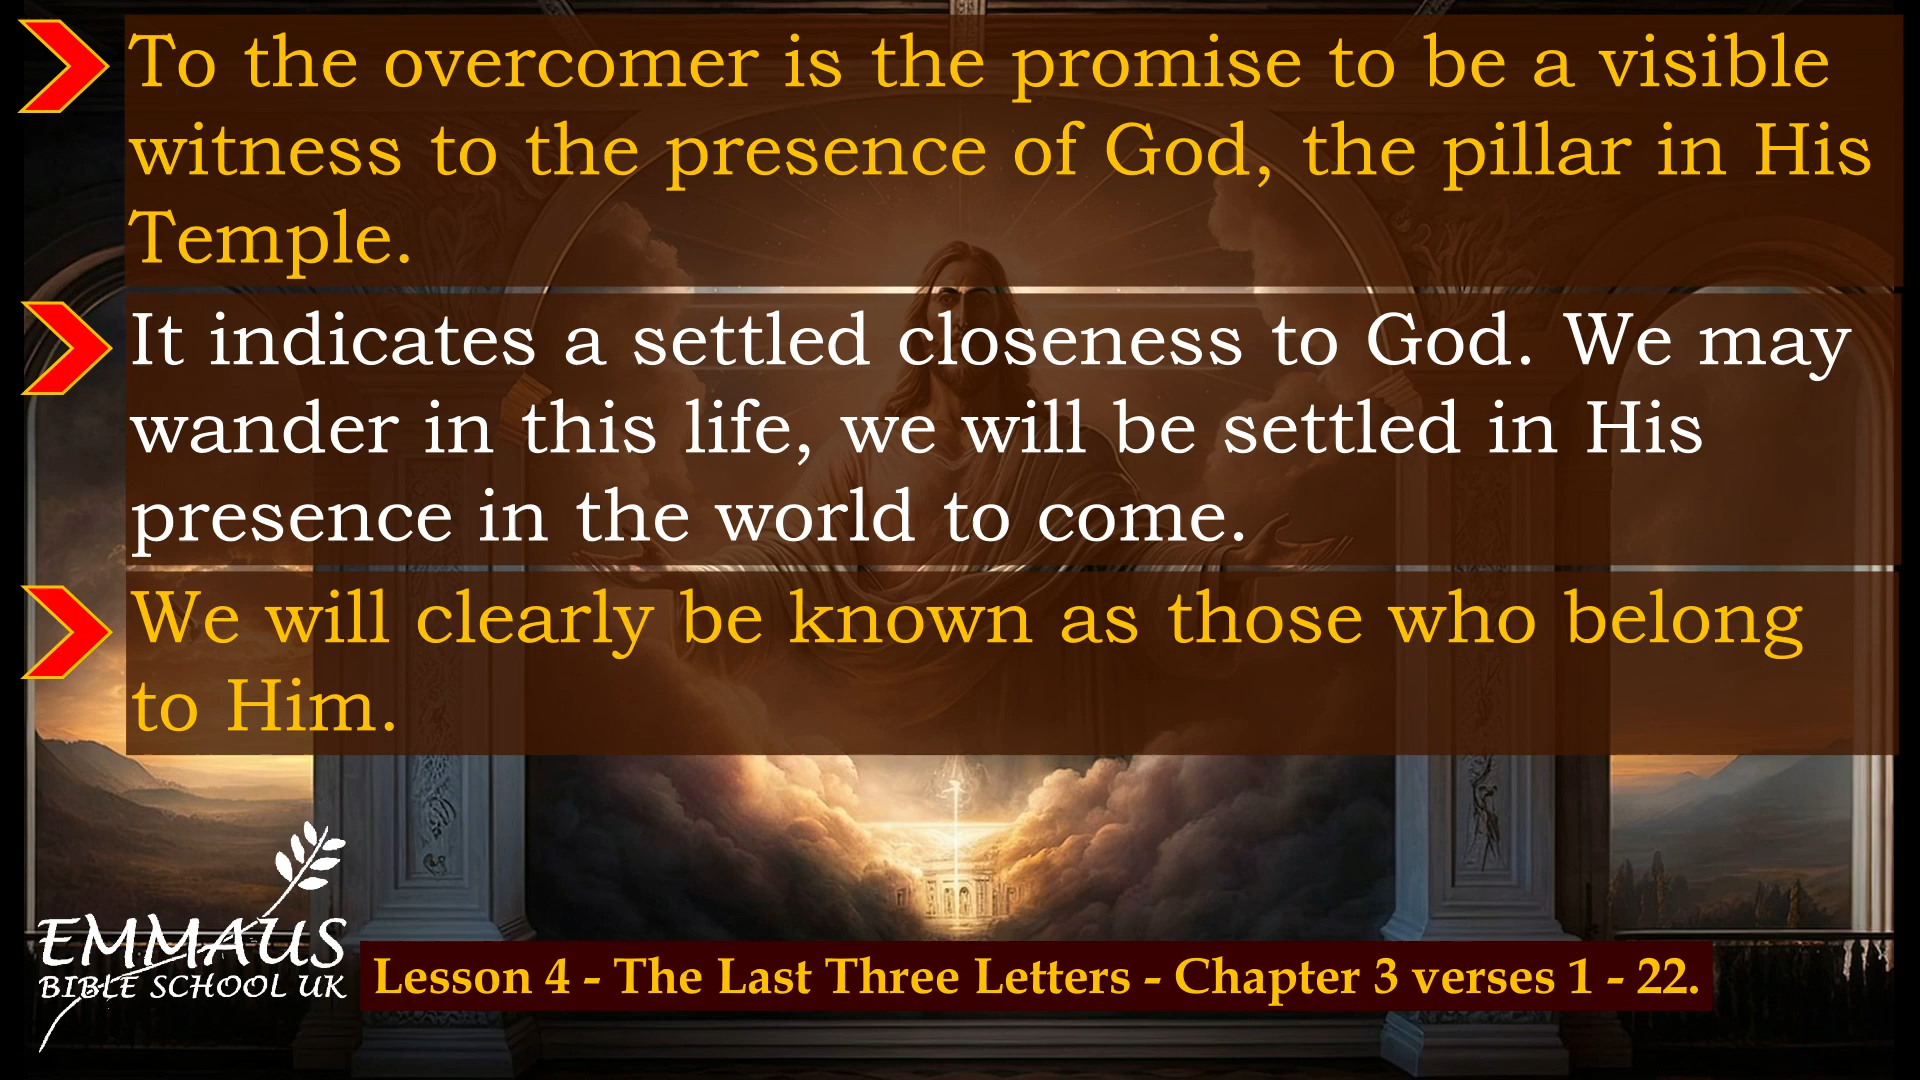 To the overcomer is the promise to be a visible
witness to the presence of God, the pillar in His
Temple.
It indicates a settled closeness to God. We may
wander in this life, we will be settled in His
presence in the world to come.
We will clearly be known as those who belong
to Him.
EMMAUS
BIBLE SCHOOL UK
Lesson 4 - The Last Three Letters - Chapter 3 verses 1 - 22.